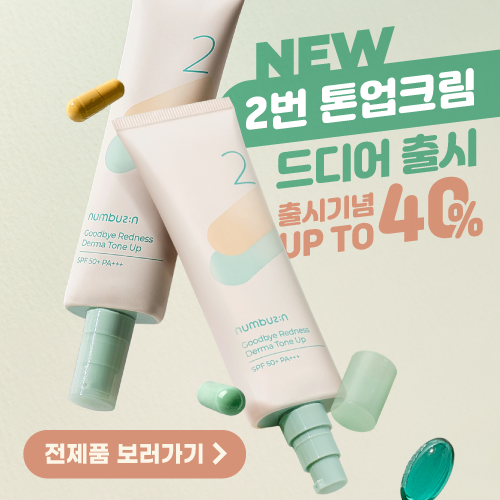 NEW
2번 톤업크림
드디어 출시
출시기념
UP TO 40%
2
numbuz:n
Goodbye Redness
Derma Tone Up
SPF 50+ PA+++
2
numbuz:n
Goodbye Redness
Derma Tone Up
SPF 50+ PA+++
전제품 보러가기 >